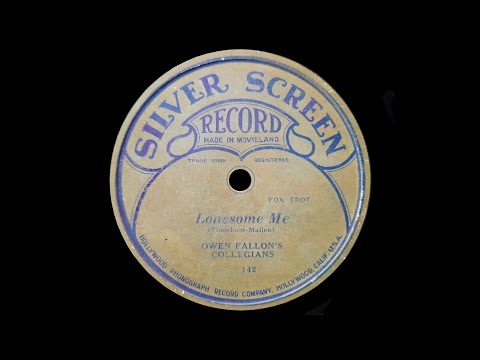 SILVER SCREEN
RECORD
MADE IN MOVIELAND
TRADE MARK REGISTERED
FOX TROT
Lonesome Me
OWEN FALLON'S
COLLEGIANS
142
HOLLYWOOD PHONOGRAPH RECORD COMPANY, HOLLYWOOD, CALIF. U.S.A.